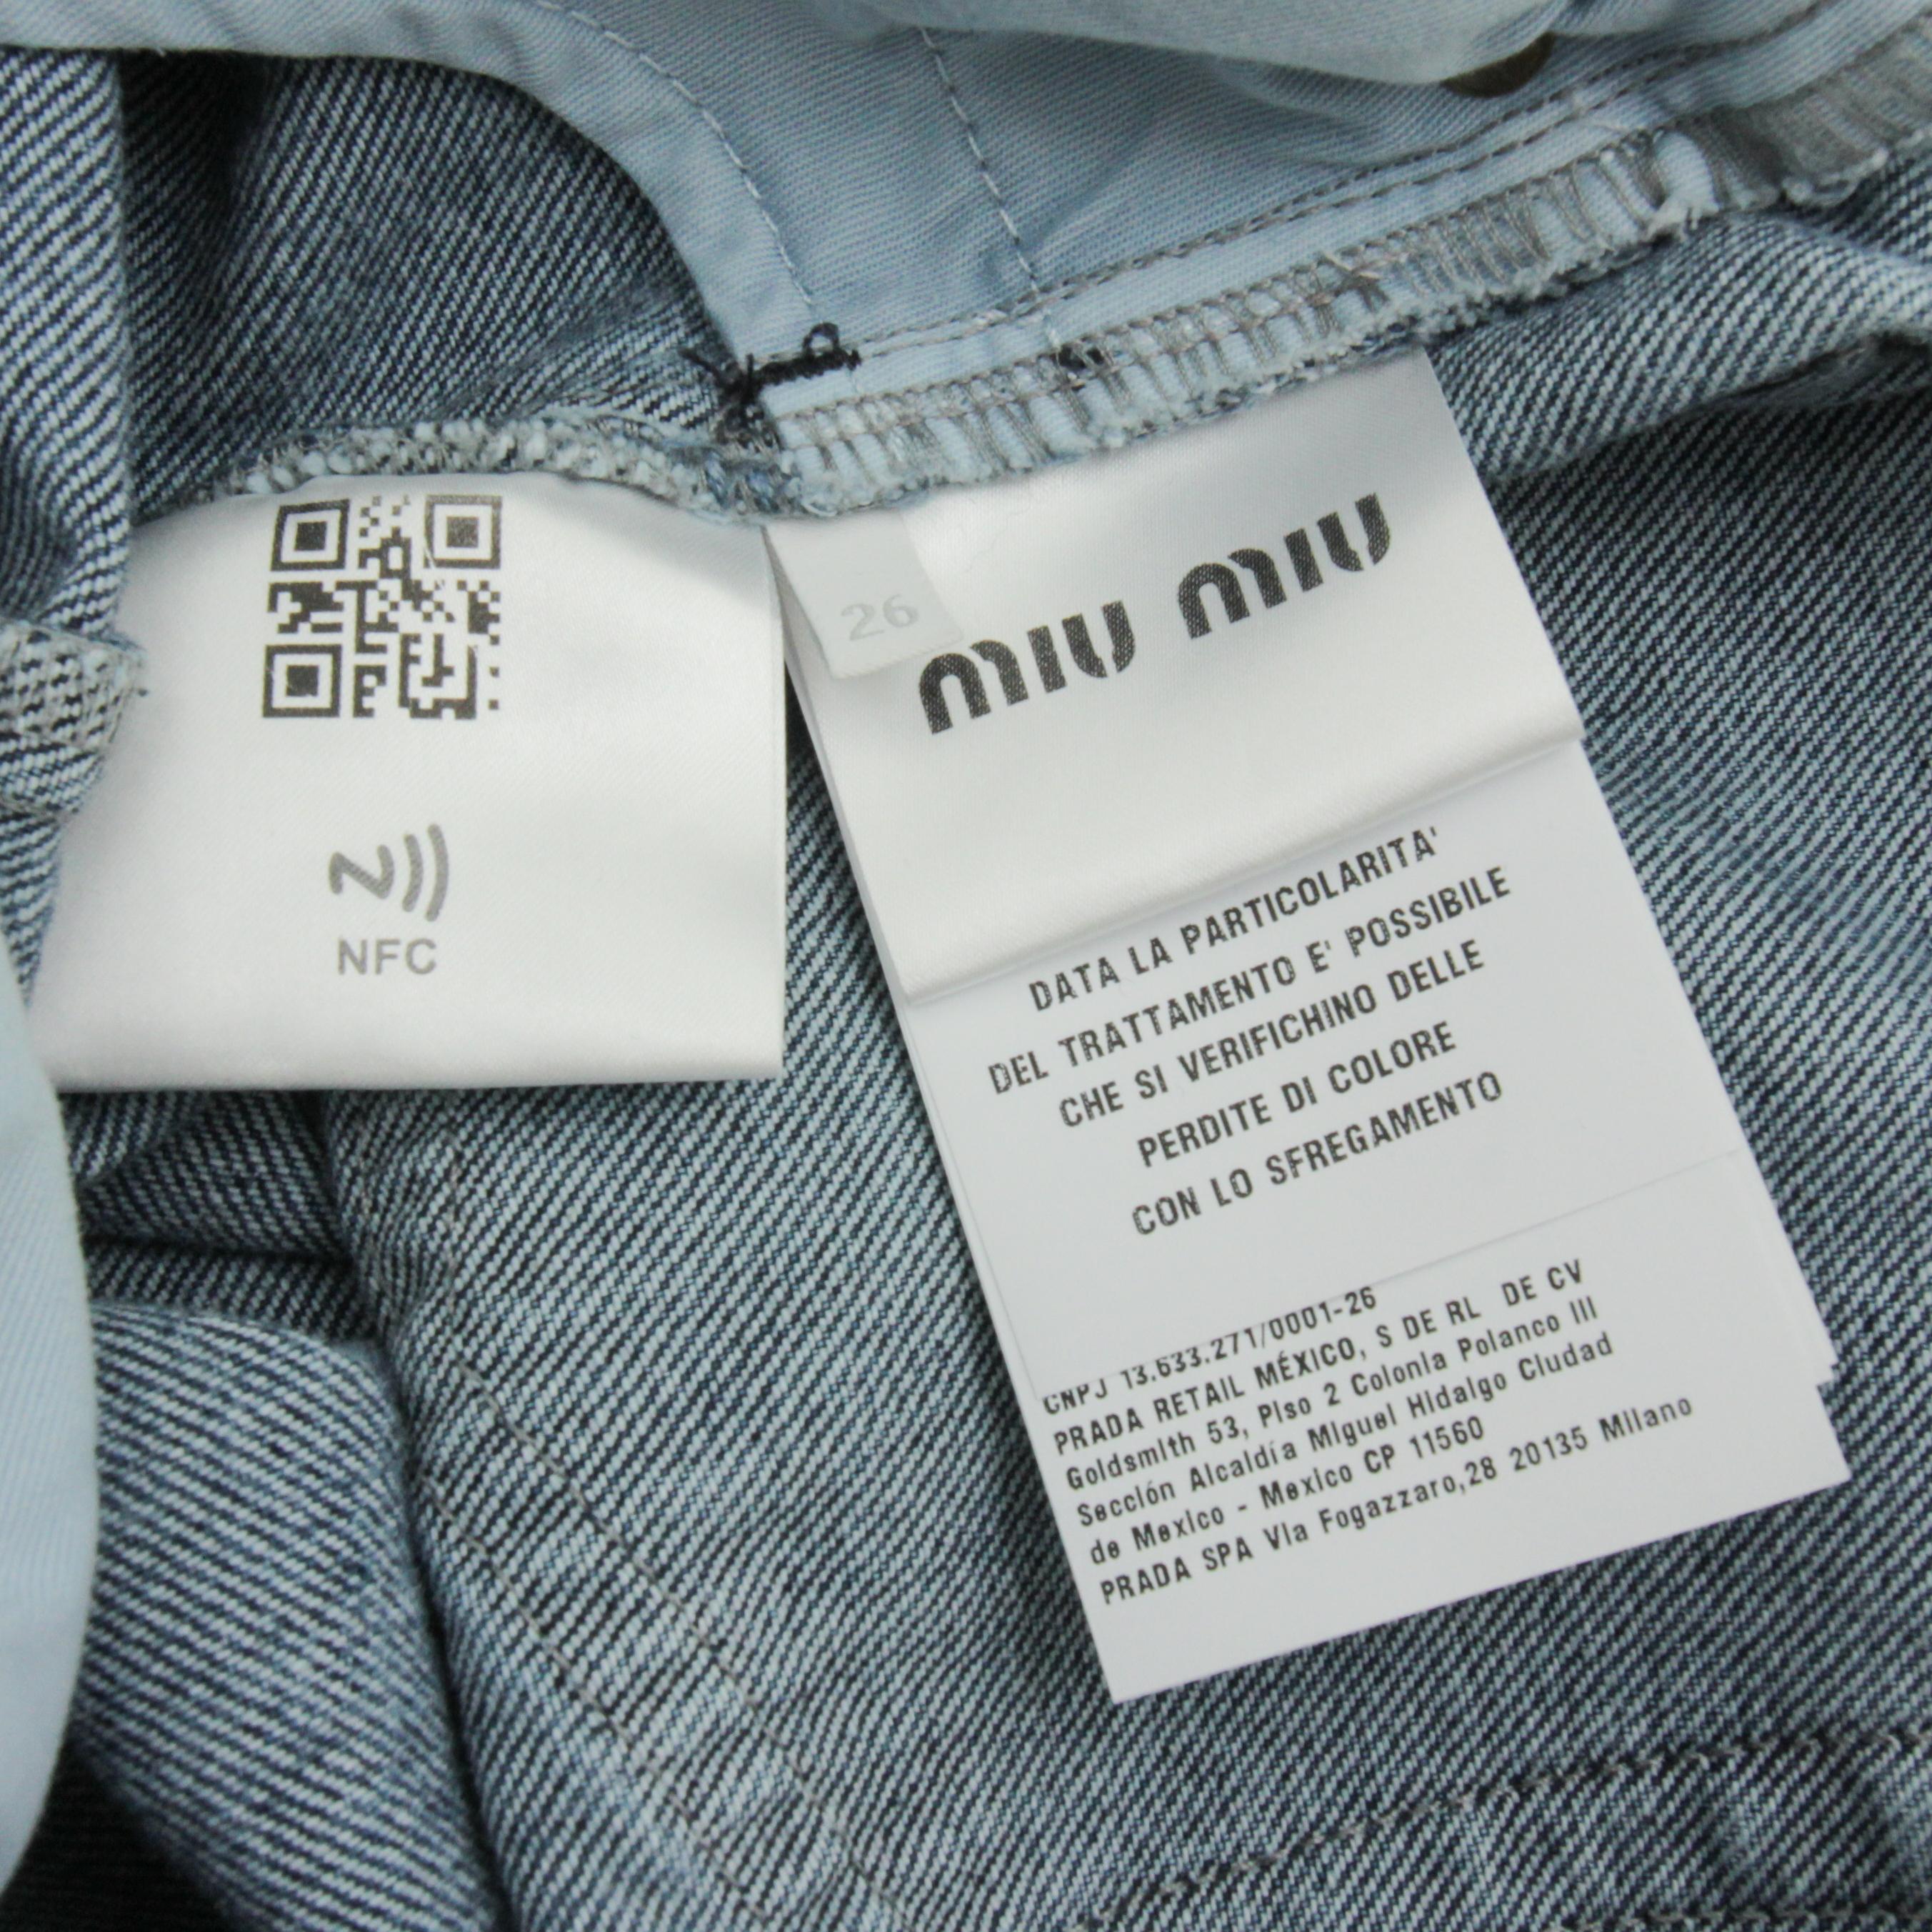 NFC
26
MIU MIU
DATA LA PARTICOLARITA'
DEL TRATTAMENTO E' POSSIBILE
CHE SI VERIFICHINO DELLE
PERDITE DI COLORE
CON LO SFREGAMENTO
CNPJ 13.633.271/0001-26
PRADA RETAIL MÉXICO, S DE RL DE CV
Goldsmith 53, Piso 2 Colonia Polanco III
Sección Alcaldía Miguel Hidalgo Ciudad
de Mexico - Mexico CP 11560
PRADA SPA Via Fogazzaro,28 20135 Milano